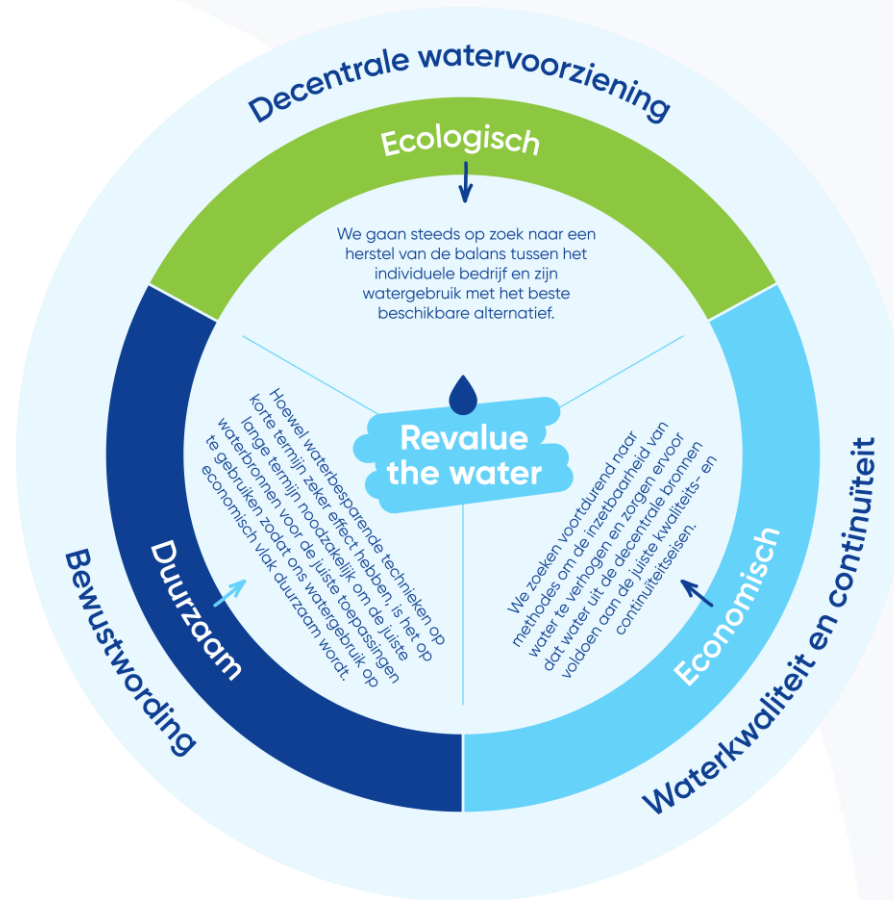 Decentrale watervoorziening
Ecologisch
We gaan steeds op zoek naar een
herstel van de balans tussen het
individuele bedrijf en zijn
watergebruik met het beste
beschikbare alternatief.
Revalue
the water
Hoewel waterbesparende technieken op
korte termijn zeker effect hebben, is het op
lange termijn noodzakelijk om de juiste
waterbronnen voor de juiste toepassingen
te gebruiken zodat ons watergebruik op
economisch vlak duurzaam wordt.
Duurzaam
Bewustwording
We zoeken voortdurend naar
methodes om de inzetbaarheid van
water te verhogen en zorgen ervoor
dat water uit de decentrale bronnen
voldoen aan de juiste kwaliteits- en
continuïteitseisen.
Economisch
Waterkwaliteit en continuïteit